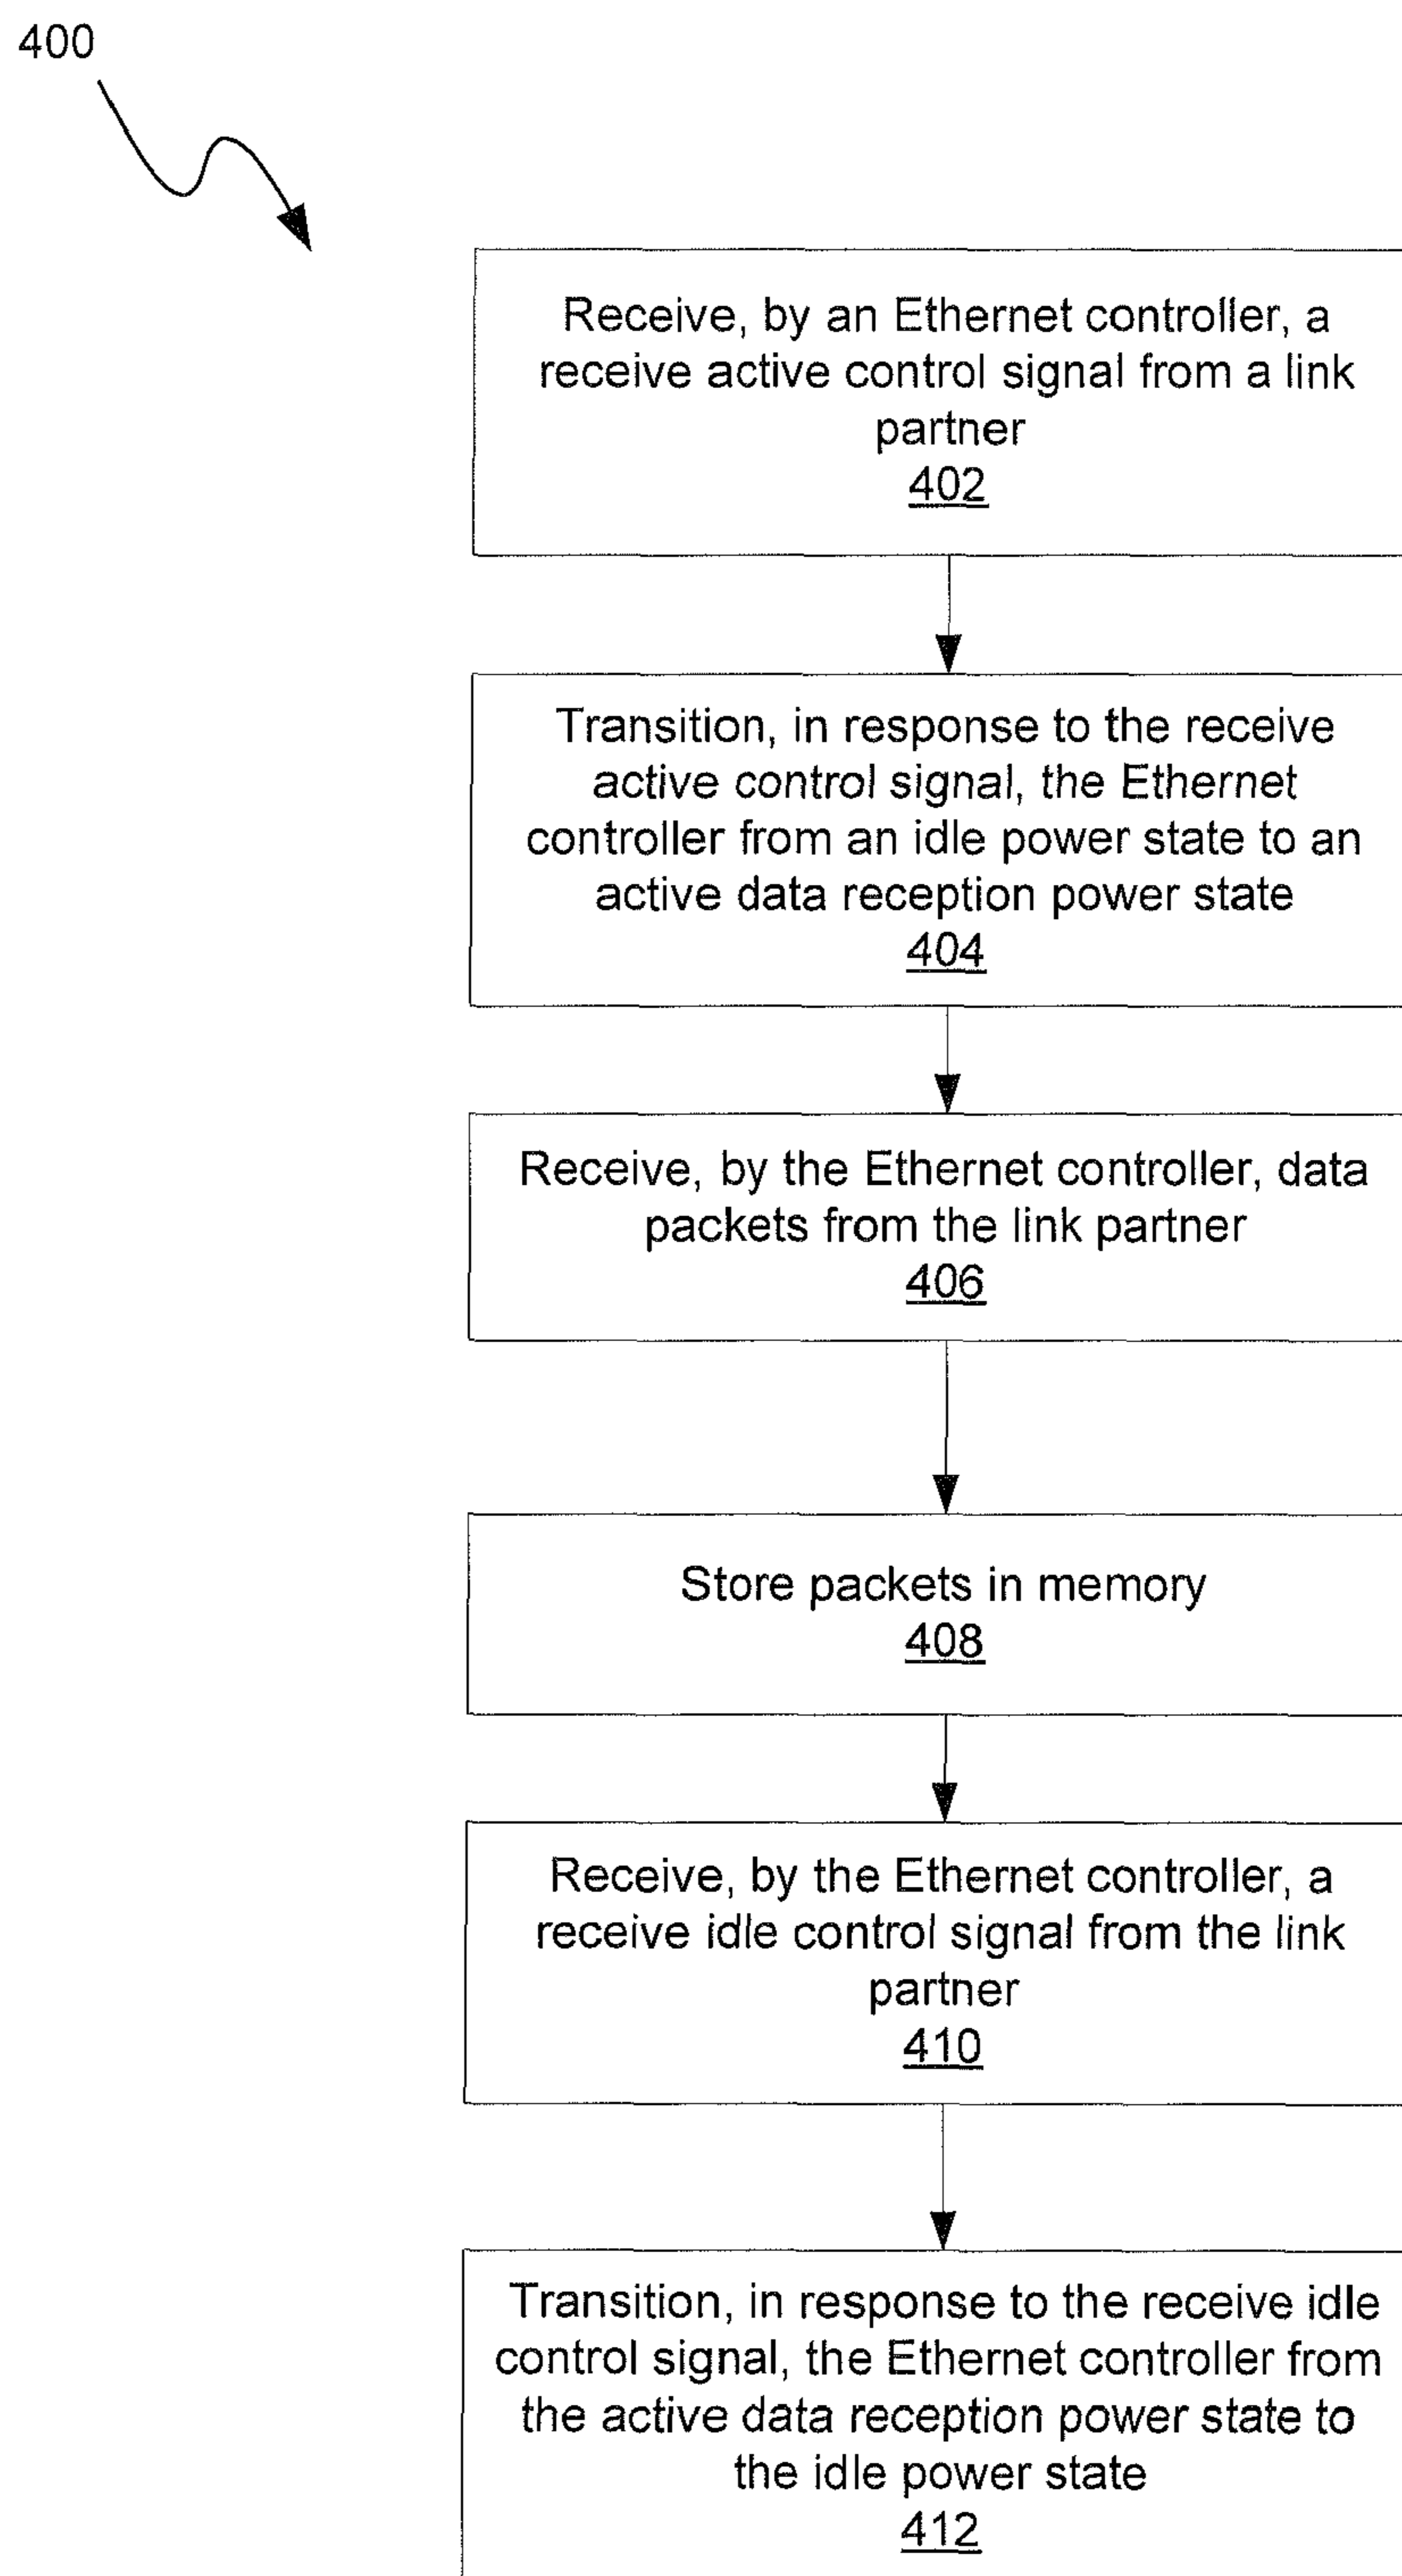 400
Receive, by an Ethernet controller, a
receive active control signal from a link
partner
402
Transition, in response to the receive
active control signal, the Ethernet
controller from an idle power state to an
active data reception power state
404
Receive, by the Ethernet controller, data
packets from the link partner
406
Store packets in memory
408
Receive, by the Ethernet controller, a
receive idle control signal from the link
partner
410
Transition, in response to the receive idle
control signal, the Ethernet controller from
the active data reception power state to
the idle power state
412